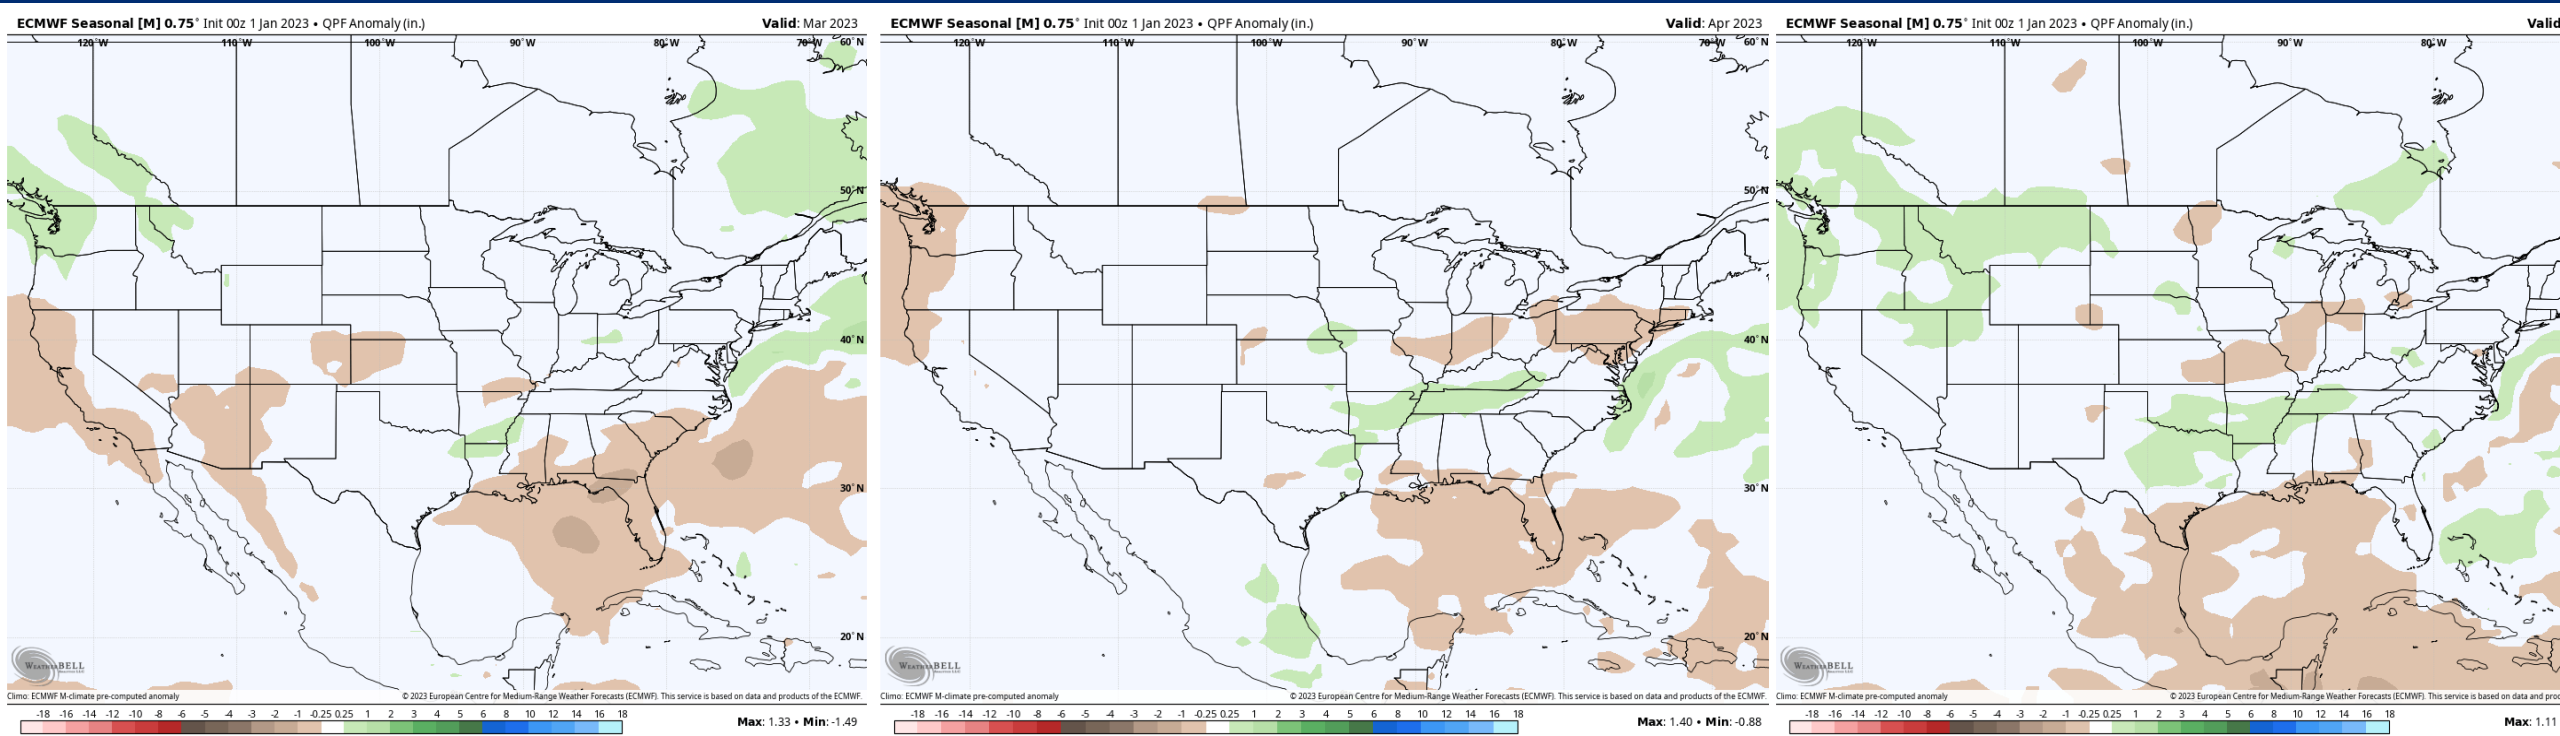 ECMWF Seasonal [M] 0.75° Init 00z 1 Jan 2023 • QPF Anomaly (in.) Valid: Mar 2023
120°W 110°W 100°W 90°W 80°W 70°W 60°N
50°N
40°N
30°N
20°N
WEATHERBELL
Climo: ECMWF M-climate pre-computed anomaly © 2023 European Centre for Medium-Range Weather Forecasts (ECMWF). This service is based on data and products of the ECMWF.
-18 -16 -14 -12 -10 -8 -6 -5 -4 -3 -2 -1 -0.25 0.25 1 2 3 4 5 6 8 10 12 14 16 18
Max: 1.33 • Min: -1.49
ECMWF Seasonal [M] 0.75° Init 00z 1 Jan 2023 • QPF Anomaly (in.) Valid: Apr 2023
120°W 110°W 100°W 90°W 80°W 70°W 60°N
50°N
40°N
30°N
20°N
WEATHERBELL
Climo: ECMWF M-climate pre-computed anomaly © 2023 European Centre for Medium-Range Weather Forecasts (ECMWF). This service is based on data and products of the ECMWF.
-18 -16 -14 -12 -10 -8 -6 -5 -4 -3 -2 -1 -0.25 0.25 1 2 3 4 5 6 8 10 12 14 16 18
Max: 1.40 • Min: -0.88
ECMWF Seasonal [M] 0.75° Init 00z 1 Jan 2023 • QPF Anomaly (in.) Valid
120°W 110°W 100°W 90°W 80°W
WEATHERBELL
Climo: ECMWF M-climate pre-computed anomaly © 2023 European Centre for Medium-Range Weather Forecasts (ECMWF). This service is based on data and proc
-18 -16 -14 -12 -10 -8 -6 -5 -4 -3 -2 -1 -0.25 0.25 1 2 3 4 5 6 8 10 12 14 16 18
Max: 1.11